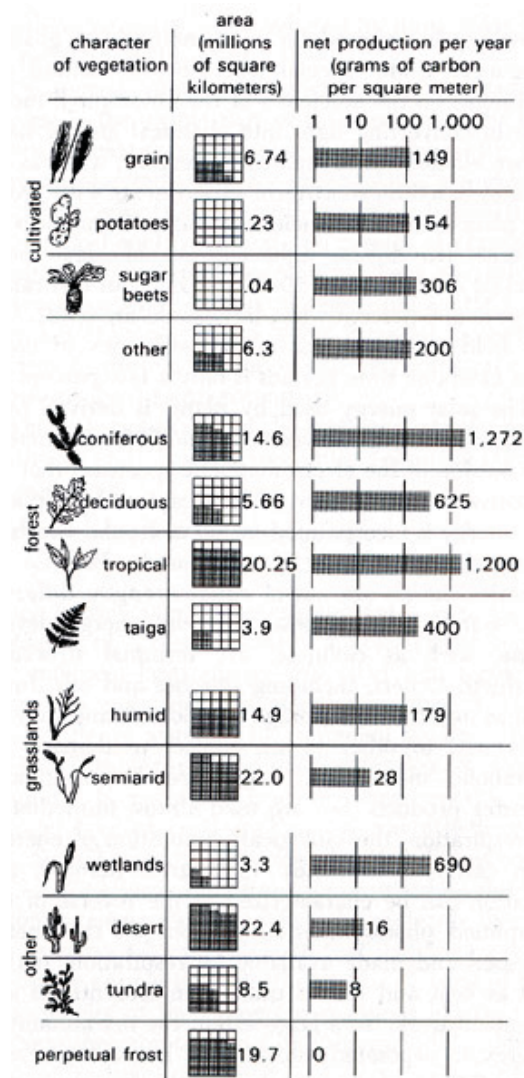 character
of vegetation
area
(millions
of square
kilometers)
net production per year
(grams of carbon
per square meter)
1 10 100 1,000
cultivated
grain 6.74 149
potatoes .23 154
sugar
beets .04 306
other 6.3 200
forest
coniferous 14.6 1,272
deciduous 5.66 625
tropical 20.25 1,200
taiga 3.9 400
grasslands
humid 14.9 179
semiarid 22.0 28
other
wetlands 3.3 690
desert 22.4 16
tundra 8.5 8
perpetual frost 19.7 0